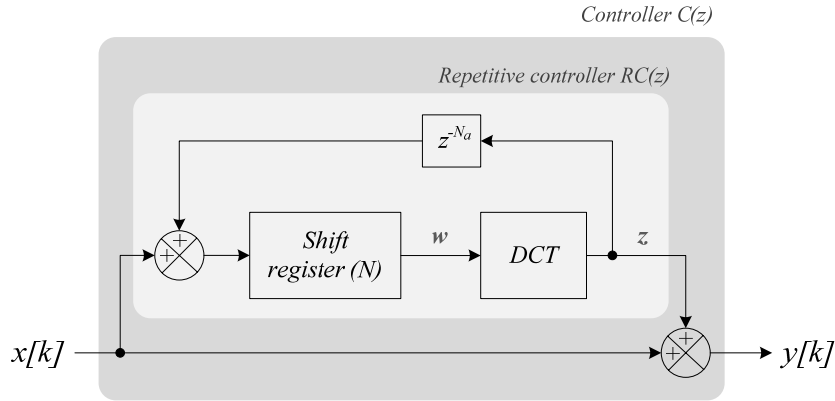 Controller C(z)
Repetitive controller RC(z)
z^-Na
+
+
Shift
register (N)
w
DCT
z
x[k]
+
+
y[k]